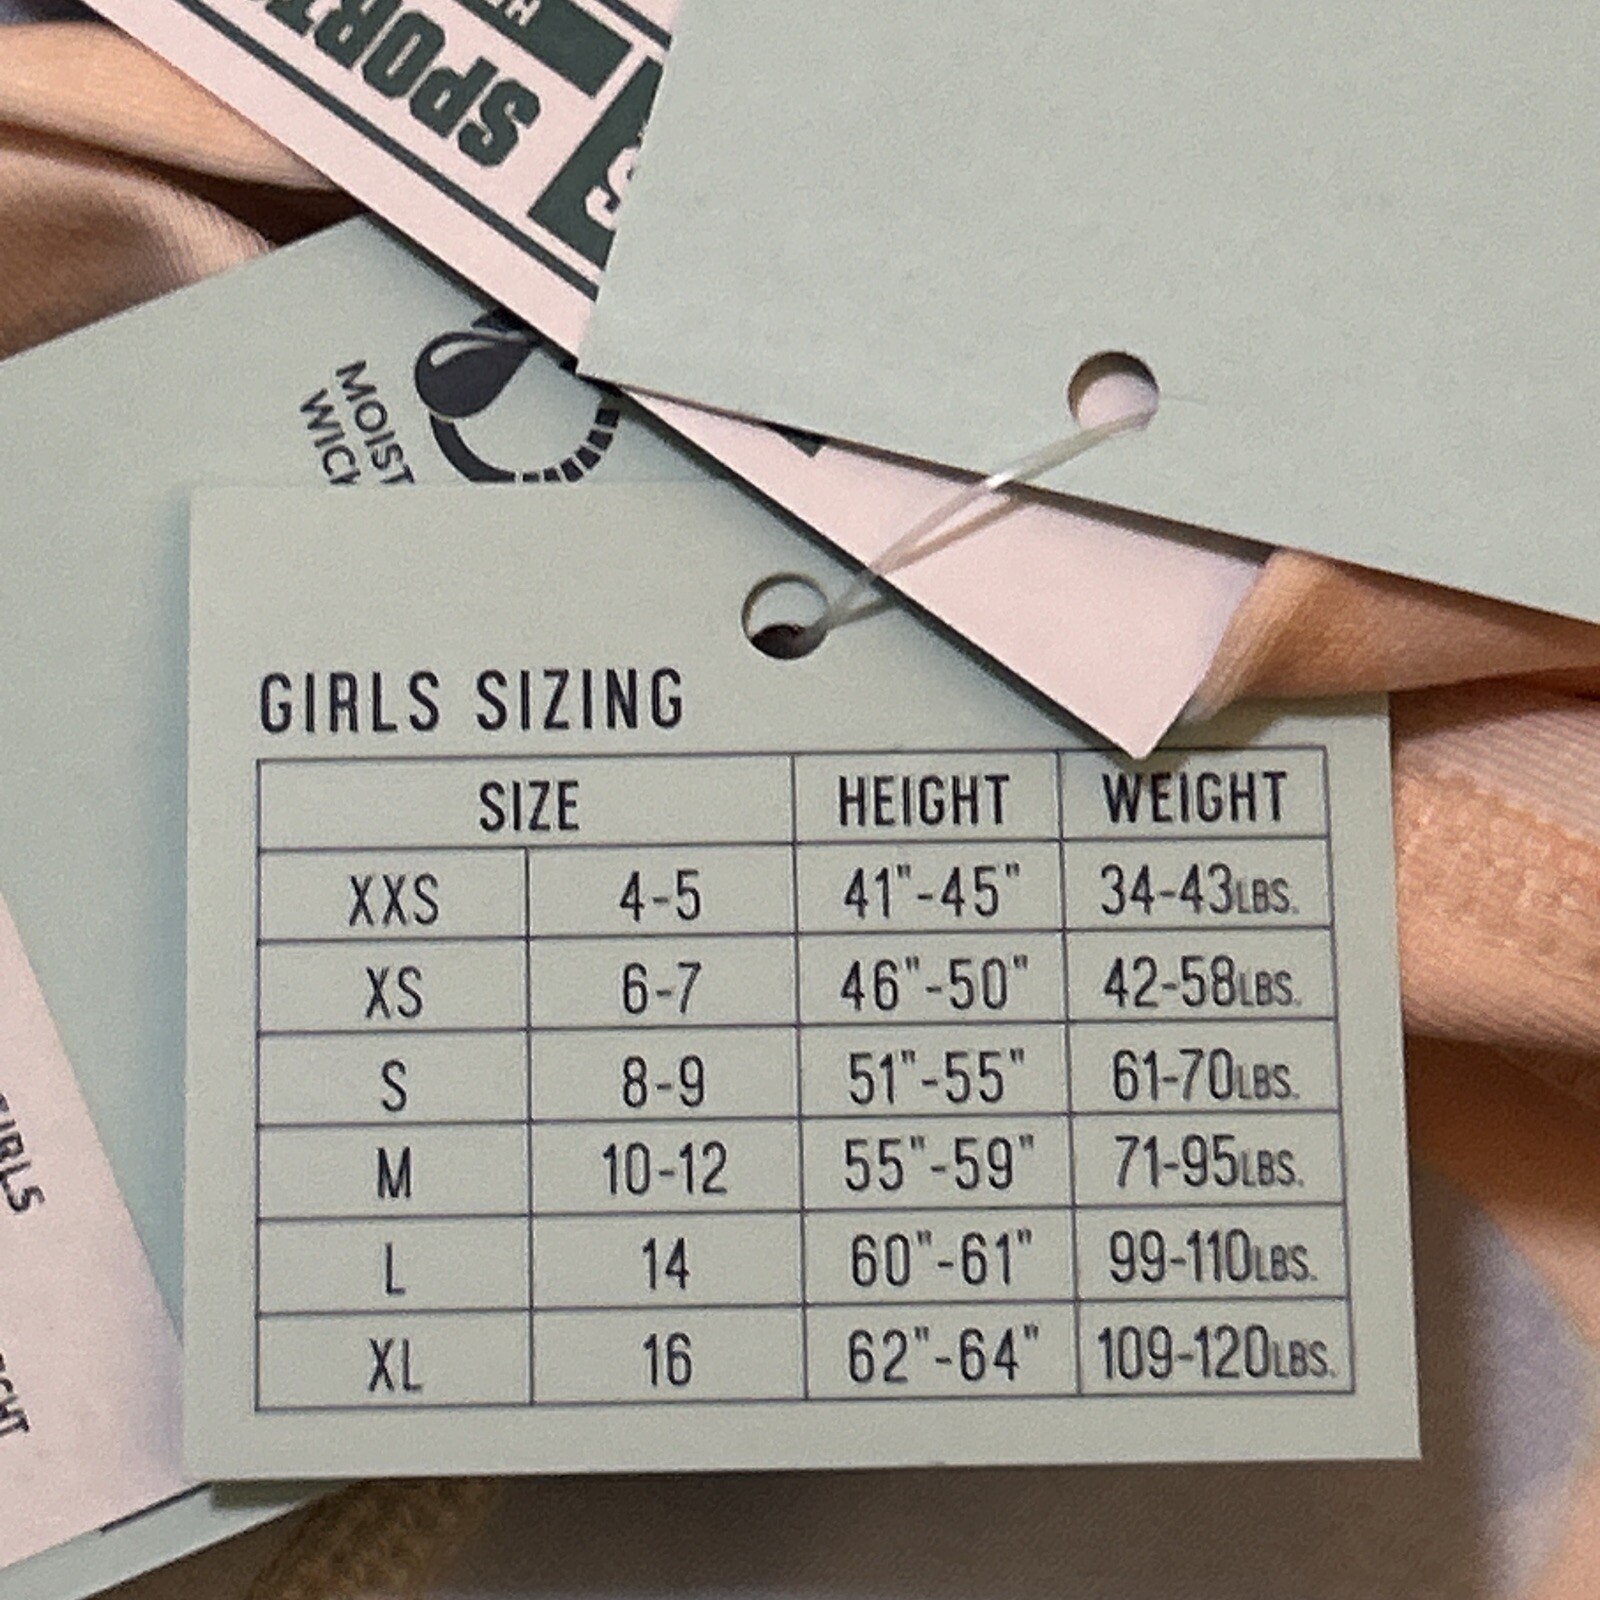 SPORT
MOIST
WICK
GIRLS SIZING
SIZE HEIGHT WEIGHT
XXS 4-5 41"-45" 34-43LBS.
XS 6-7 46"-50" 42-58LBS.
S 8-9 51"-55" 61-70LBS.
M 10-12 55"-59" 71-95LBS.
L 14 60"-61" 99-110LBS.
XL 16 62"-64" 109-120LBS.